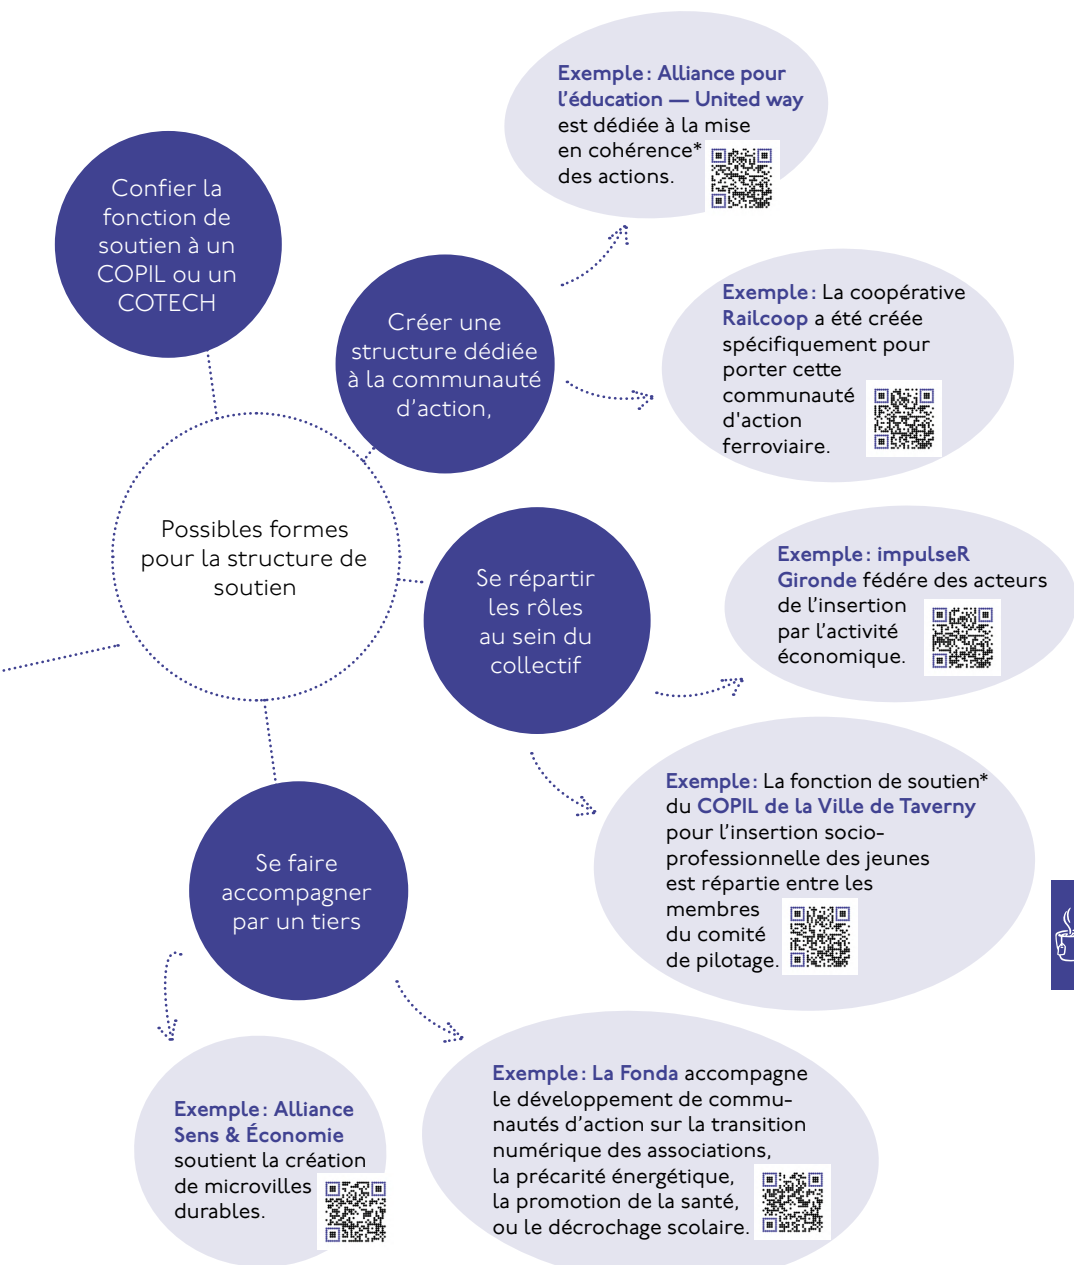 Exemple : Alliance pour
l’éducation — United way
est dédiée à la mise
en cohérence*
des actions.
Confier la
fonction de
soutien à un
COPIL ou un
COTECH
Créer une
structure dédiée
à la communauté
d’action,
Exemple : La coopérative
Railcoop a été créée
spécifiquement pour
porter cette
communauté
d'action
ferroviaire.
Possibles formes
pour la structure de
soutien
Se répartir
les rôles
au sein du
collectif
Exemple : impulseR
Gironde fédére des acteurs
de l’insertion
par l’activité
économique.
Exemple : La fonction de soutien*
du COPIL de la Ville de Taverny
pour l’insertion socio-
professionnelle des jeunes
est répartie entre les
membres
du comité
de pilotage.
Se faire
accompagner
par un tiers
Exemple : Alliance
Sens & Économie
soutient la création
de microvilles
durables.
Exemple : La Fonda accompagne
le développement de commu-
nautés d’action sur la transition
numérique des associations,
la précarité énergétique,
la promotion de la santé,
ou le décrochage scolaire.